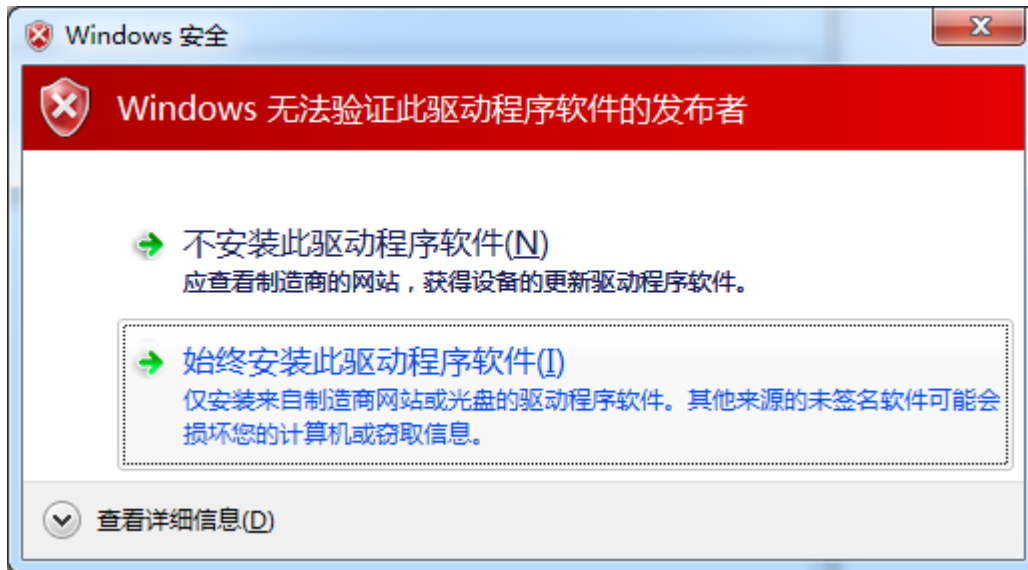 Windows 安全
Windows 无法验证此驱动程序软件的发布者
不安装此驱动程序软件(N)
应查看制造商的网站，获得设备的更新驱动程序软件。
始终安装此驱动程序软件(I)
仅安装来自制造商网站或光盘的驱动程序软件。其他来源的未签名软件可能会
损坏您的计算机或窃取信息。
查看详细信息(D)